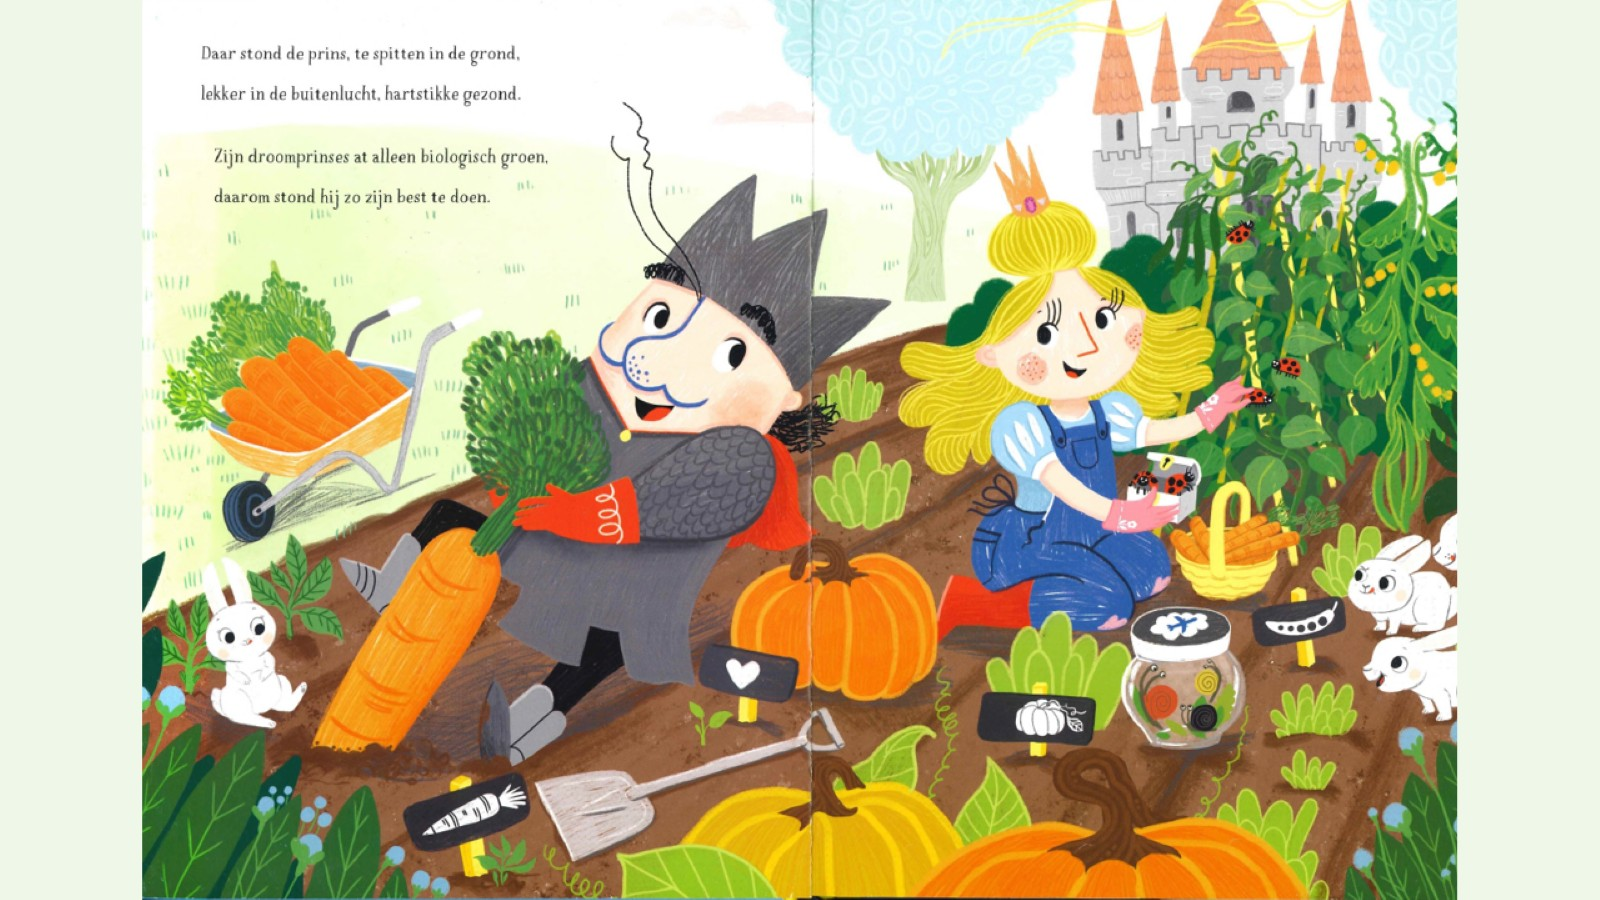 Daar stond de prins, te spitten in de grond,
lekker in de buitenlucht, hartstikke gezond.
Zijn droomprinses at alleen biologisch groen,
daarom stond hij zo zijn best te doen.